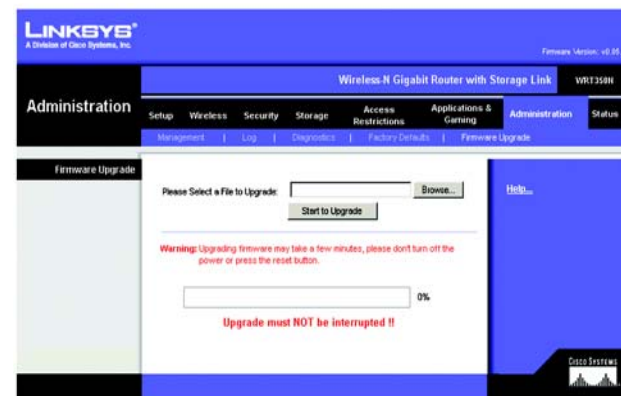 LINKSYS®
A Division of Cisco Systems, Inc.
Firmware Version: v0.05
Wireless-N Gigabit Router with Storage Link WRT350N
Administration
Setup Wireless Security Storage Access Restrictions Applications & Gaming Administration Status
Management | Log | Diagnostics | Factory Defaults | Firmware Upgrade
Firmware Upgrade
Please Select a File to Upgrade: Browse...
Start to Upgrade
Help...
Warning: Upgrading firmware may take a few minutes, please don't turn off the
power or press the reset button.
0%
Upgrade must NOT be interrupted !!
CISCO SYSTEMS